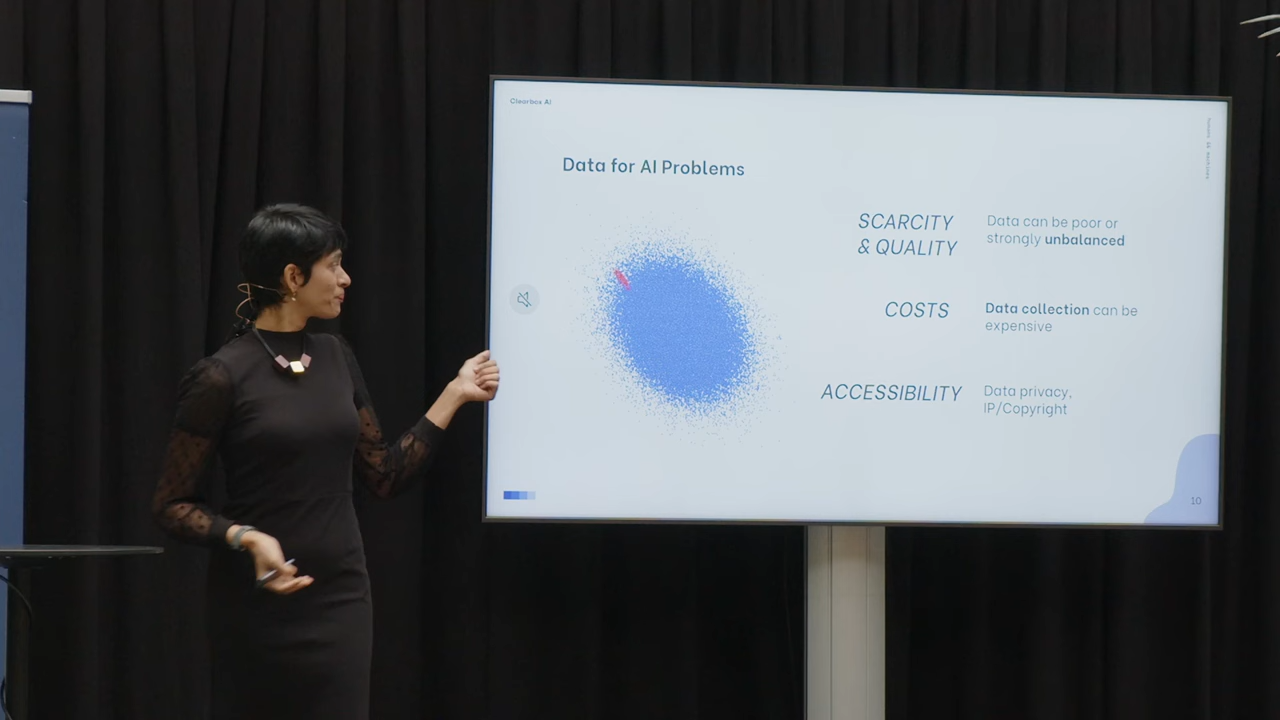 Clearbox AI
Data for AI Problems
SCARCITY
& QUALITY
Data can be poor or
strongly unbalanced
COSTS
Data collection can be
expensive
ACCESSIBILITY
Data privacy,
IP/Copyright
10